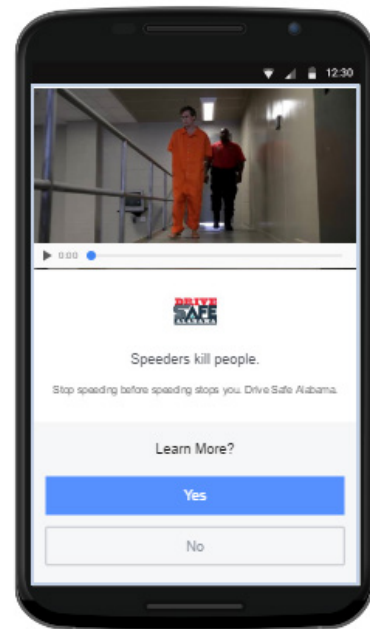 12:30
0:00
DRIVE
SAFE
ALABAMA
Speeders kill people.
Stop speeding before speeding stops you. Drive Safe Alabama.
Learn More?
Yes
No